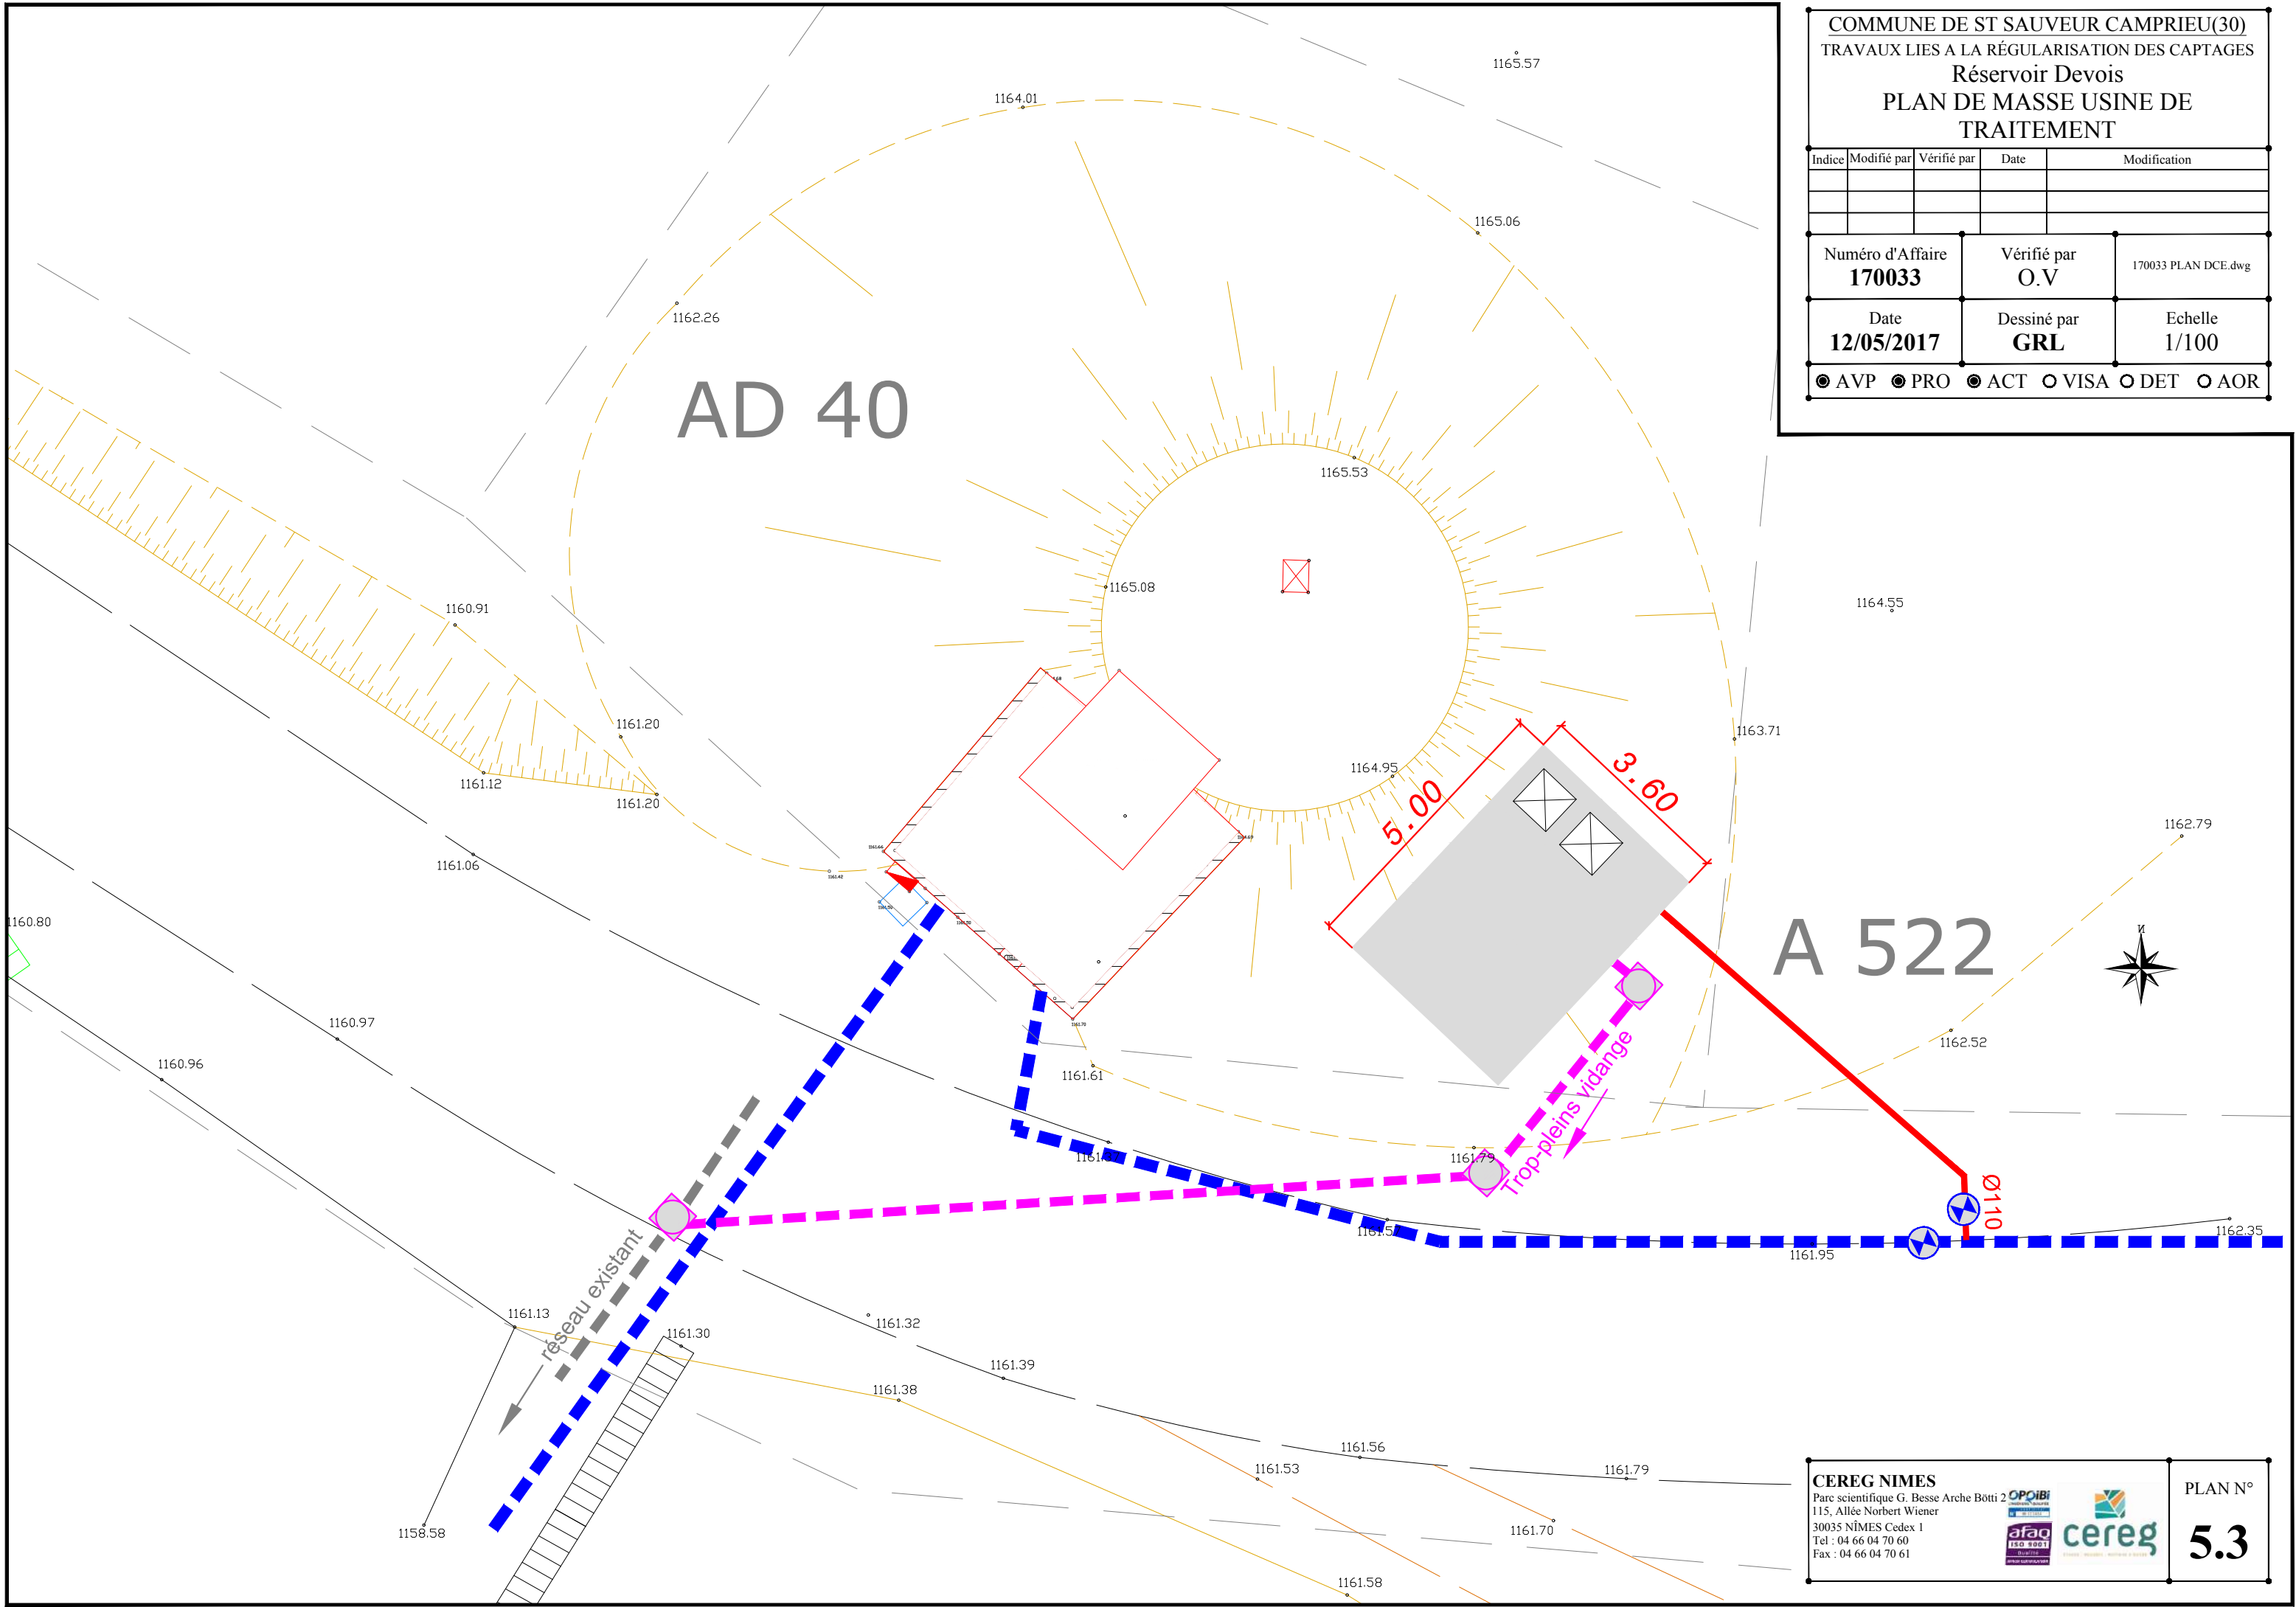 COMMUNE DE ST SAUVEUR CAMPRIEU(30)
TRAVAUX LIES A LA RÉGULARISATION DES CAPTAGES
Réservoir Devois
PLAN DE MASSE USINE DE
TRAITEMENT
Indice Modifié par Vérifié par Date Modification
Numéro d'Affaire
170033
Vérifié par
O.V
170033 PLAN DCE.dwg
Date
12/05/2017
Dessiné par
GRL
Echelle
1/100
AVP PRO ACT VISA DET AOR
1165.57
1164.01
1165.06
1162.26
AD 40
1165.53
1165.08
1160.91
1164.55
1161.20
1163.71
1161.12
1161.20
1164.95
5.00
3.60
1162.79
1161.06
1160.80
A 522
N
1160.97
1162.52
1160.96
1161.61
Trop-pleins vidange
1161.79
Ø110
1162.35
1161.95
réseau existant
1161.13
1161.32
1161.30
1161.39
1161.38
1161.56
1161.53
1161.79
1158.58
1161.70
1161.58
1161.70
CEREG NIMES
Parc scientifique G. Besse Arche Bötti 2
115, Allée Norbert Wiener
30035 NÎMES Cedex 1
Tel : 04 66 04 70 60
Fax : 04 66 04 70 61
OPQIBI
afaq
ISO 9001
Qualité
cereg
PLAN N°
5.3